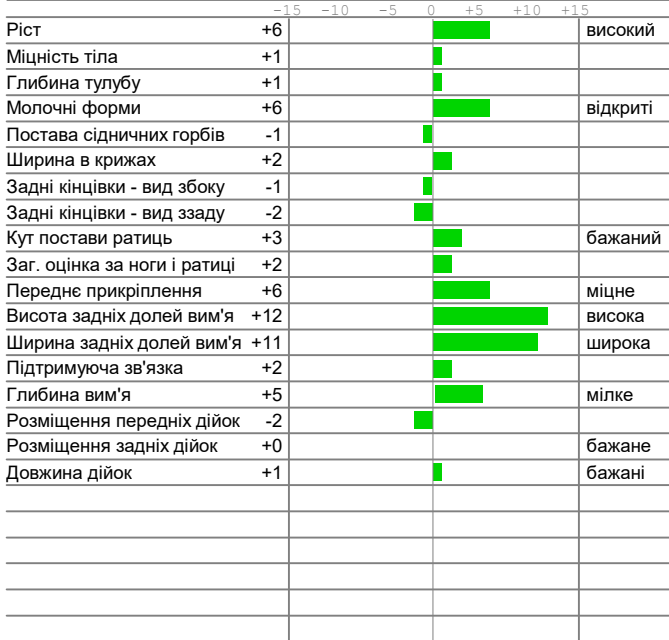 -15 -10 -5 0 +5 +10 +15
Ріст +6 високий
Міцність тіла +1
Глибина тулубу +1
Молочні форми +6 відкриті
Постава сідничних горбів -1
Ширина в крижах +2
Задні кінцівки - вид збоку -1
Задні кінцівки - вид ззаду -2
Кут постави ратиць +3 бажаний
Заг. оцінка за ноги і ратиці +2
Переднє прикріплення +6 міцне
Висота задніх долей вим'я +12 висока
Ширина задніх долей вим'я +11 широка
Підтримуюча зв'язка +2
Глибина вим'я +5 мілке
Розміщення передніх дійок -2
Розміщення задніх дійок +0 бажане
Довжина дійок +1 бажані